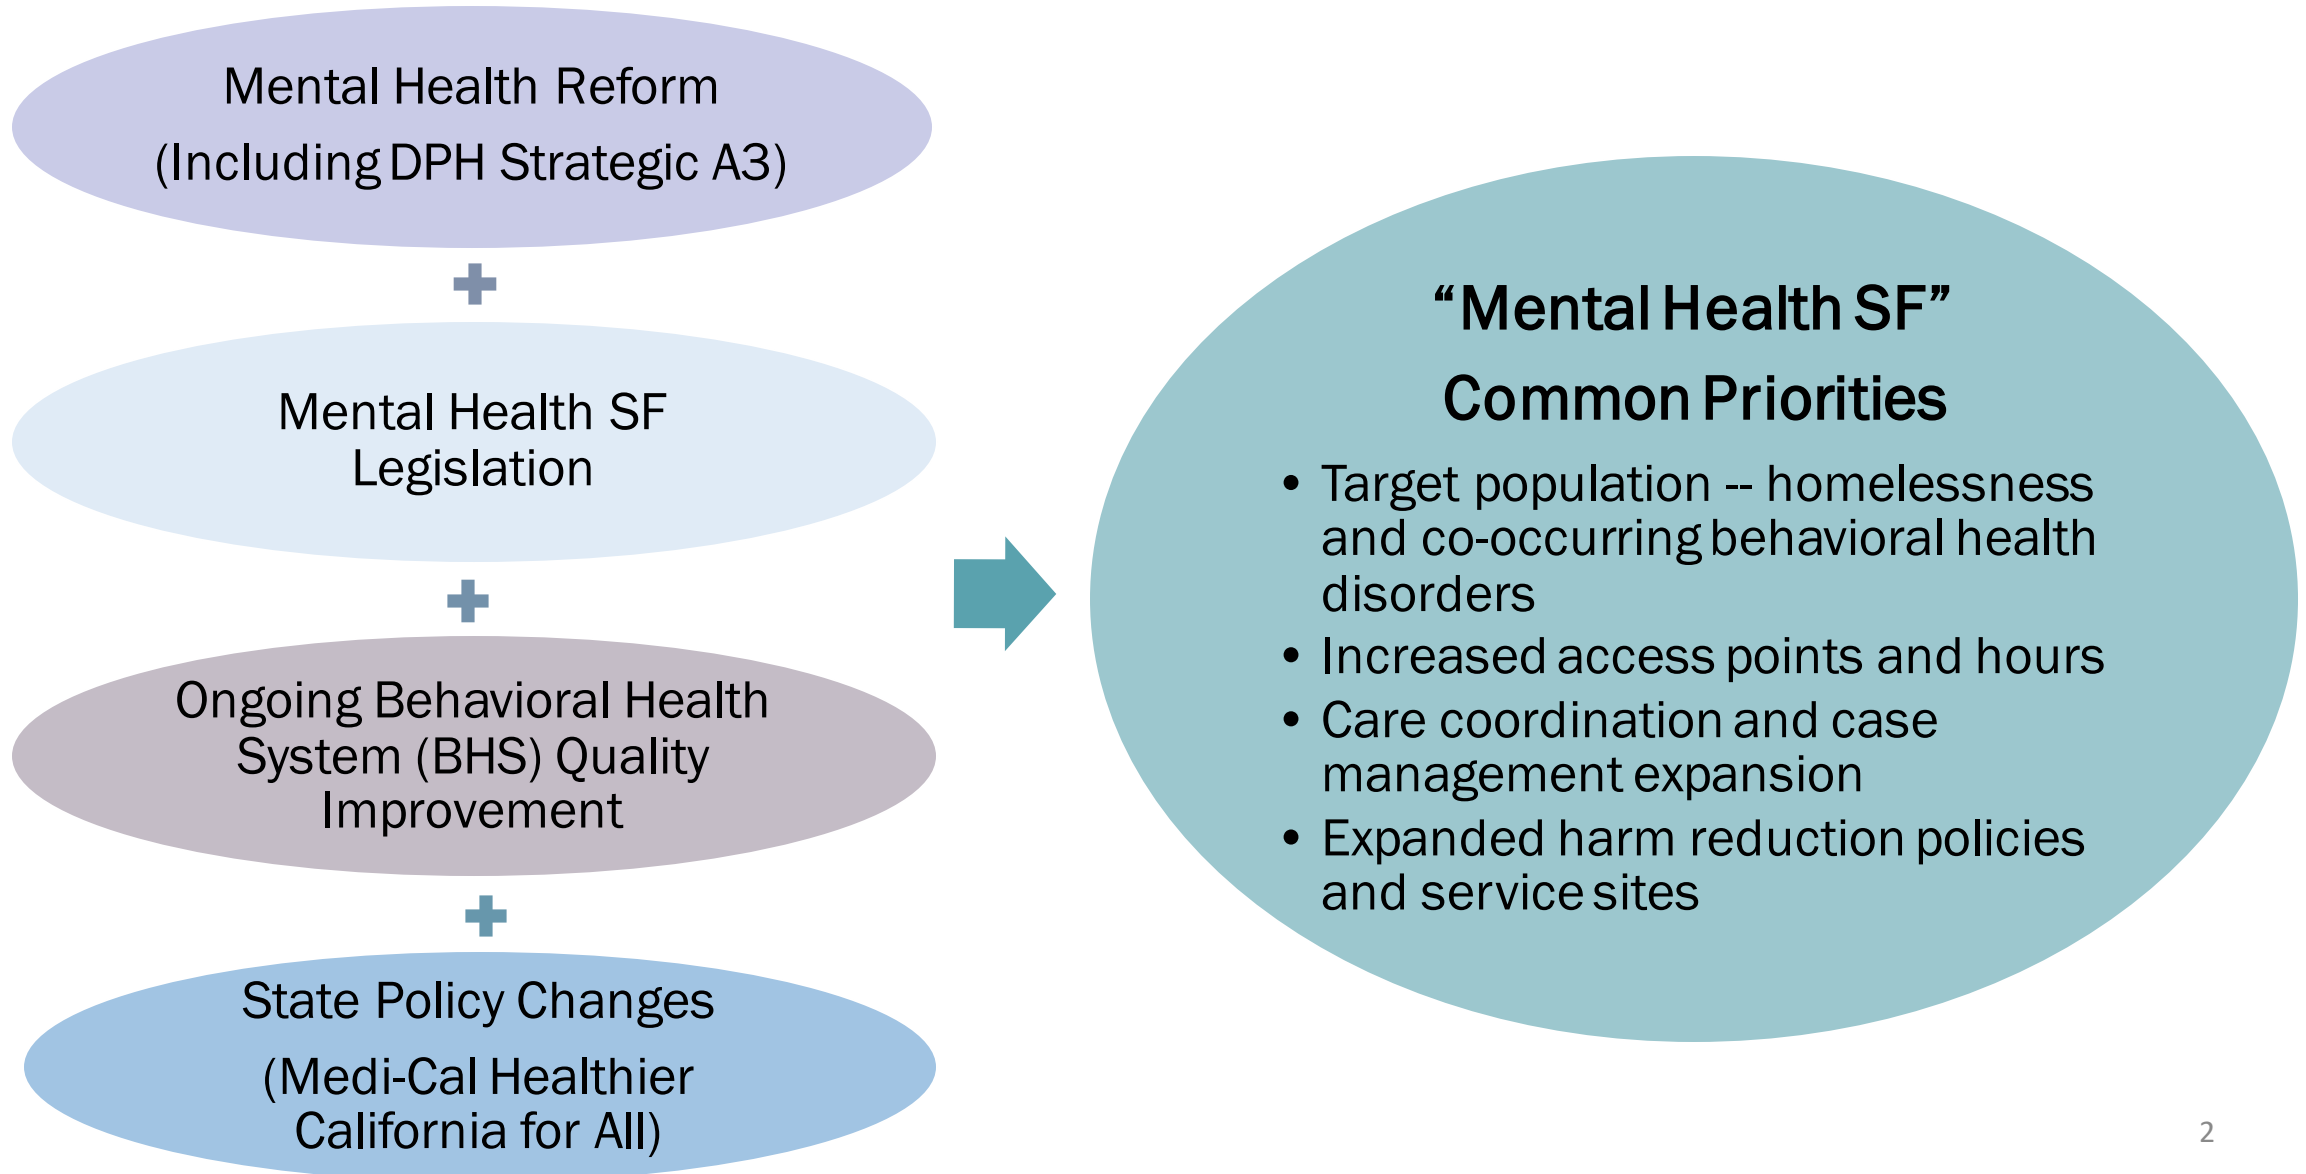 Mental Health Reform
(Including DPH Strategic A3)
Mental Health SF
Legislation
Ongoing Behavioral Health
System (BHS) Quality
Improvement
State Policy Changes
(Medi-Cal Healthier
California for All)
“Mental Health SF”
Common Priorities
• Target population -- homelessness
and co-occurring behavioral health
disorders
• Increased access points and hours
• Care coordination and case
management expansion
• Expanded harm reduction policies
and service sites
2